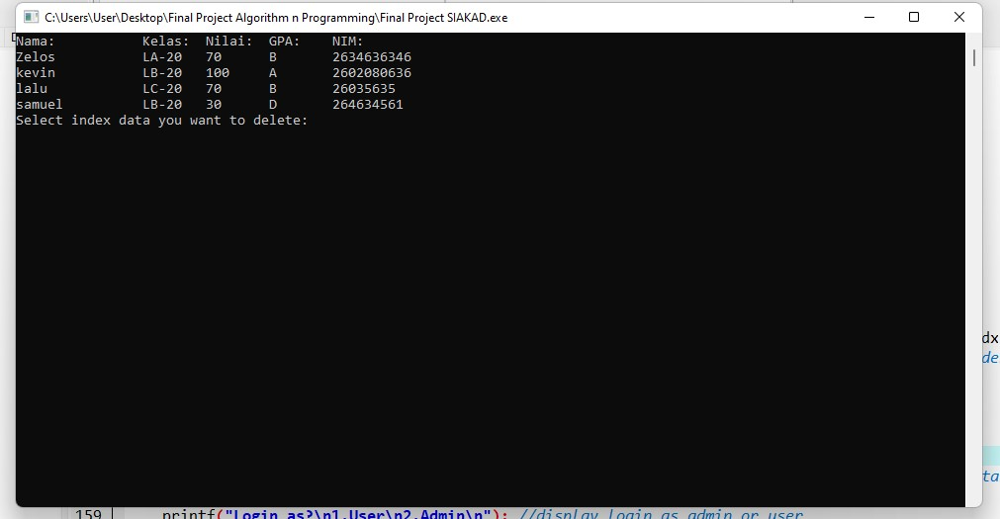 C:\Users\User\Desktop\Final Project Algorithm n Programming\Final Project SIAKAD.exe
Nama: Kelas: Nilai: GPA: NIM:
Zelos LA-20 70 B 2634636346
kevin LB-20 100 A 2602080636
lalu LC-20 70 B 26035635
samuel LB-20 30 D 264634561
Select index data you want to delete:
dx
de
ta
159 printf("Login as?\n1.User\n2.Admin\n"); //display login as admin or user